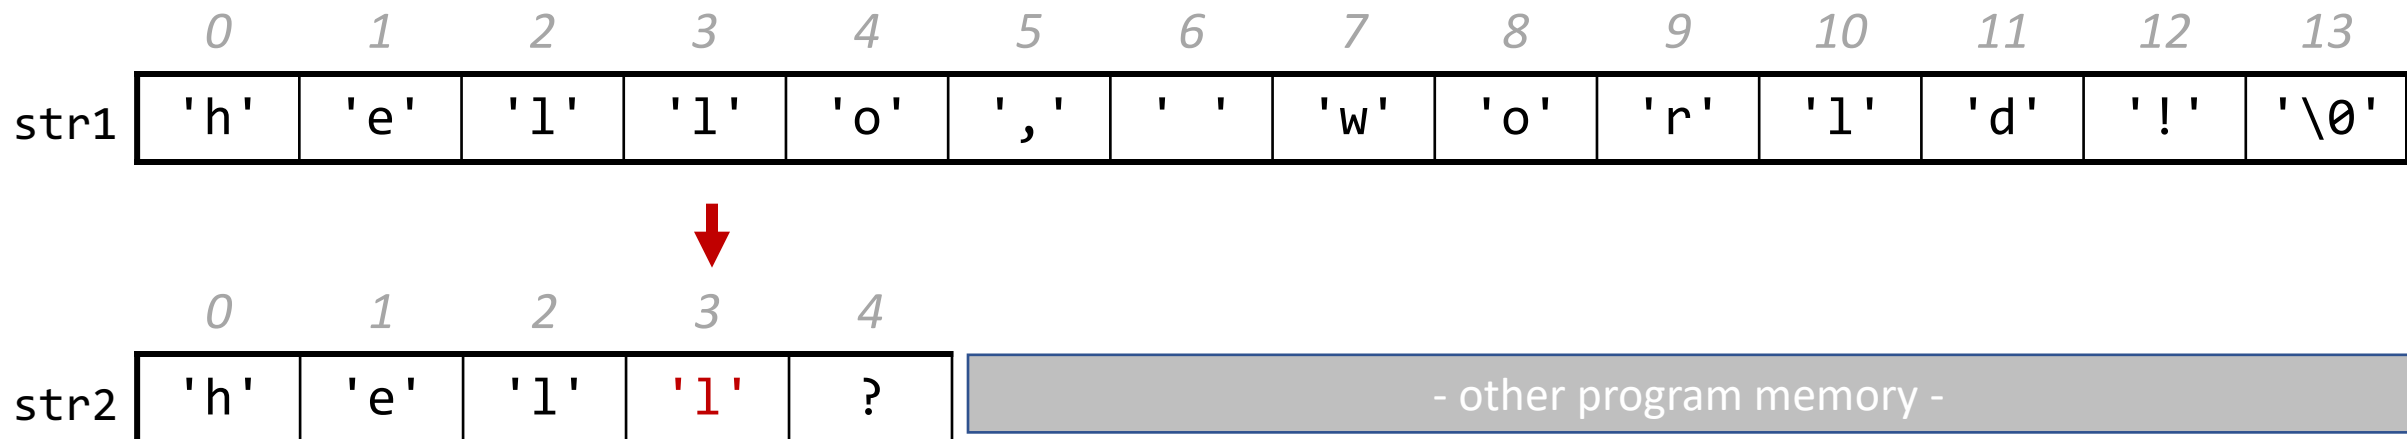 0 1 2 3 4 5 6 7 8 9 10 11 12 13
str1 'h' 'e' 'l' 'l' 'o' ',' ' ' 'w' 'o' 'r' 'l' 'd' '!' '\0'
0 1 2 3 4
str2 'h' 'e' 'l' 'l' ? - other program memory -